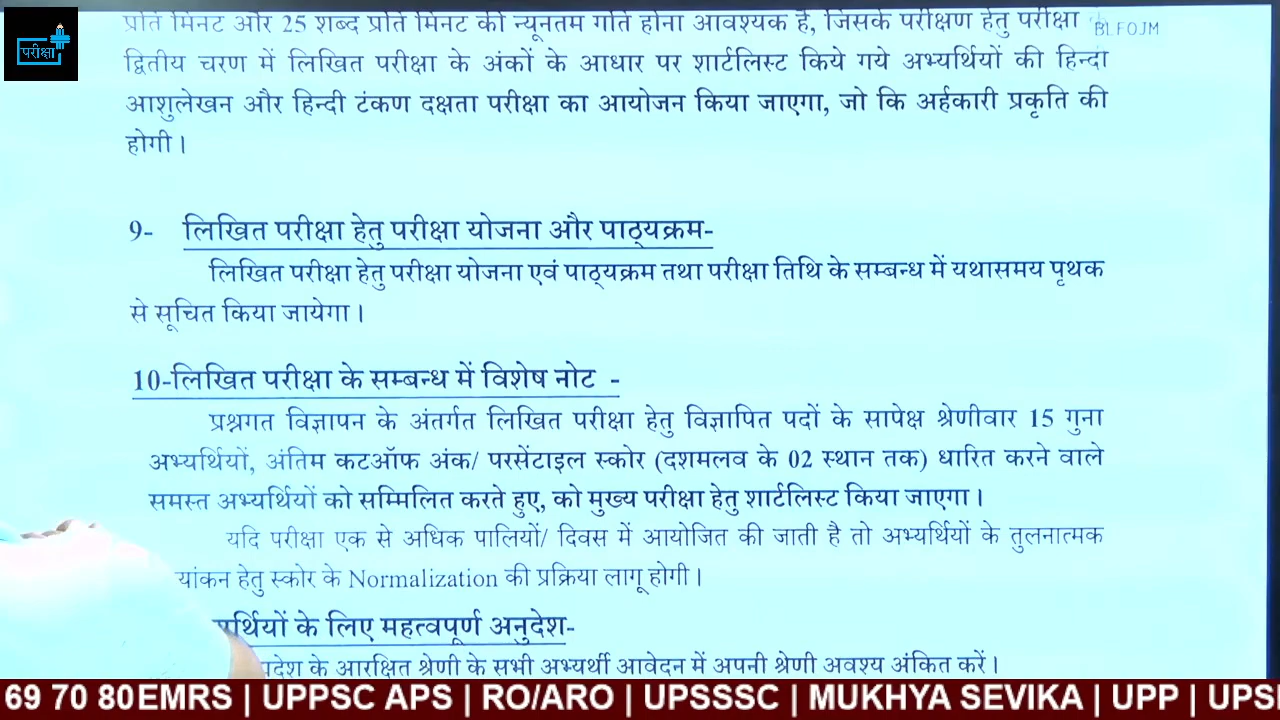 परीक्षा
प्रति मिनट और 25 शब्द प्रति मिनट की न्यूनतम गति होना आवश्यक है, जिसके परीक्षण हेतु परीक्षा
B1 FOJM
द्वितीय चरण में लिखित परीक्षा के अंकों के आधार पर शार्टलिस्ट किये गये अभ्यर्थियों की हिन्दी
आशुलेखन और हिन्दी टंकण दक्षता परीक्षा का आयोजन किया जाएगा, जो कि अर्हकारी प्रकृति की
होगी।
9- लिखित परीक्षा हेतु परीक्षा योजना और पाठ्यक्रम-
लिखित परीक्षा हेतु परीक्षा योजना एवं पाठ्यक्रम तथा परीक्षा तिथि के सम्बन्ध में यथासमय पृथक
से सूचित किया जायेगा।
10-लिखित परीक्षा के सम्बन्ध में विशेष नोट -
प्रश्नगत विज्ञापन के अंतर्गत लिखित परीक्षा हेतु विज्ञापित पदों के सापेक्ष श्रेणीवार 15 गुना
अभ्यर्थियों, अंतिम कटऑफ अंक/ परसेंटाइल स्कोर (दशमलव के 02 स्थान तक) धारित करने वाले
समस्त अभ्यर्थियों को सम्मिलित करते हुए, को मुख्य परीक्षा हेतु शार्टलिस्ट किया जाएगा।
यदि परीक्षा एक से अधिक पालियों/ दिवस में आयोजित की जाती है तो अभ्यर्थियों के तुलनात्मक
यांकन हेतु स्कोर के Normalization की प्रक्रिया लागू होगी।
र्थियों के लिए महत्वपूर्ण अनुदेश-
देश के आरक्षित श्रेणी के सभी अभ्यर्थी आवेदन में अपनी श्रेणी अवश्य अंकित करें।
69 70 80EMRS | UPPSC APS | RO/ARO | UPSSSC | MUKHYA SEVIKA | UPP | UPS